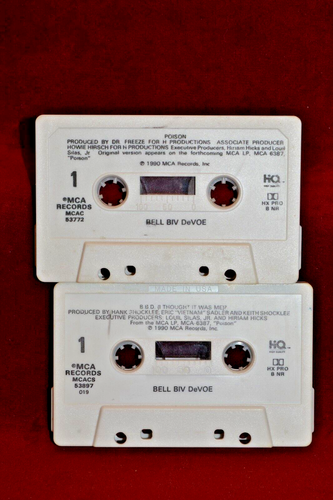 POISON
PRODUCED BY DR. FREEZE FOR H PRODUCTIONS ASSOCIATE PRODUCER
HOWIE HIRSCH FOR N PRODUCTIONS Executive Producers, Hiriam Hicks and Louil
Silas, Jr. Original version appears on the forthcoming MCA LP, MCA 6387,
"Poison"
℗ 1990 MCA Records, Inc
1
HQ
®MCA
RECORDS
MCAC
53772
HX PRO
B NR
BELL BIV DeVOE
MADE IN U.S.A.
B.B.D. (I THOUGHT IT WAS ME)?
PRODUCED BY HANK SHOCKLEE, ERIC "VIETNAM" SADLER AND KEITH SHOCKLEE
EXECUTIVE PRODUCERS: LOUIL SILAS, JR. AND HIRIAM HICKS
From the MCA LP, MCA 6387, "Poison"
℗ 1990 MCA Records, Inc
1
HQ
®MCA
RECORDS
MCACS
53897
019
HX PRO
B NR
BELL BIV DeVOE